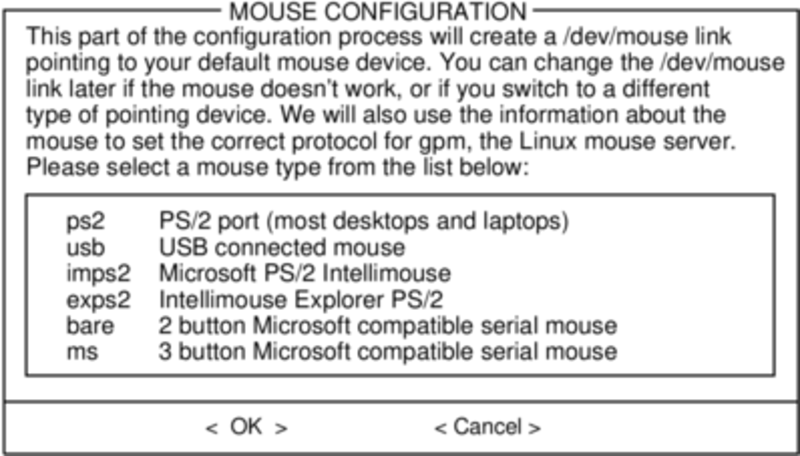 MOUSE CONFIGURATION
This part of the configuration process will create a /dev/mouse link
pointing to your default mouse device. You can change the /dev/mouse
link later if the mouse doesn't work, or if you switch to a different
type of pointing device. We will also use the information about the
mouse to set the correct protocol for gpm, the Linux mouse server.
Please select a mouse type from the list below:
ps2 PS/2 port (most desktops and laptops)
usb USB connected mouse
imps2 Microsoft PS/2 Intellimouse
exps2 Intellimouse Explorer PS/2
bare 2 button Microsoft compatible serial mouse
ms 3 button Microsoft compatible serial mouse
< OK > < Cancel >